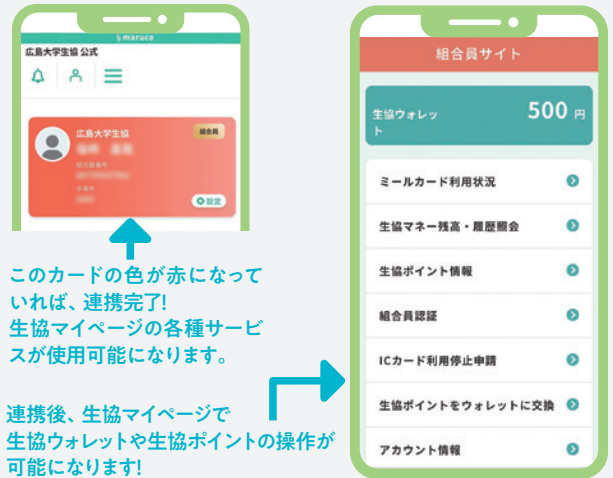 maruco
広島大学生協 公式
広島大学生協
組合員
組合員番号
設定
このカードの色が赤になって
いれば、連携完了!
生協マイページの各種サービ
スが使用可能になります。
連携後、生協マイページで
生協ウォレットや生協ポイントの操作が
可能になります!
組合員サイト
生協ウォレッ
ト
500 円
ミールカード利用状況
生協マネー残高・履歴照会
生協ポイント情報
組合員認証
ICカード利用停止申請
生協ポイントをウォレットに交換
アカウント情報